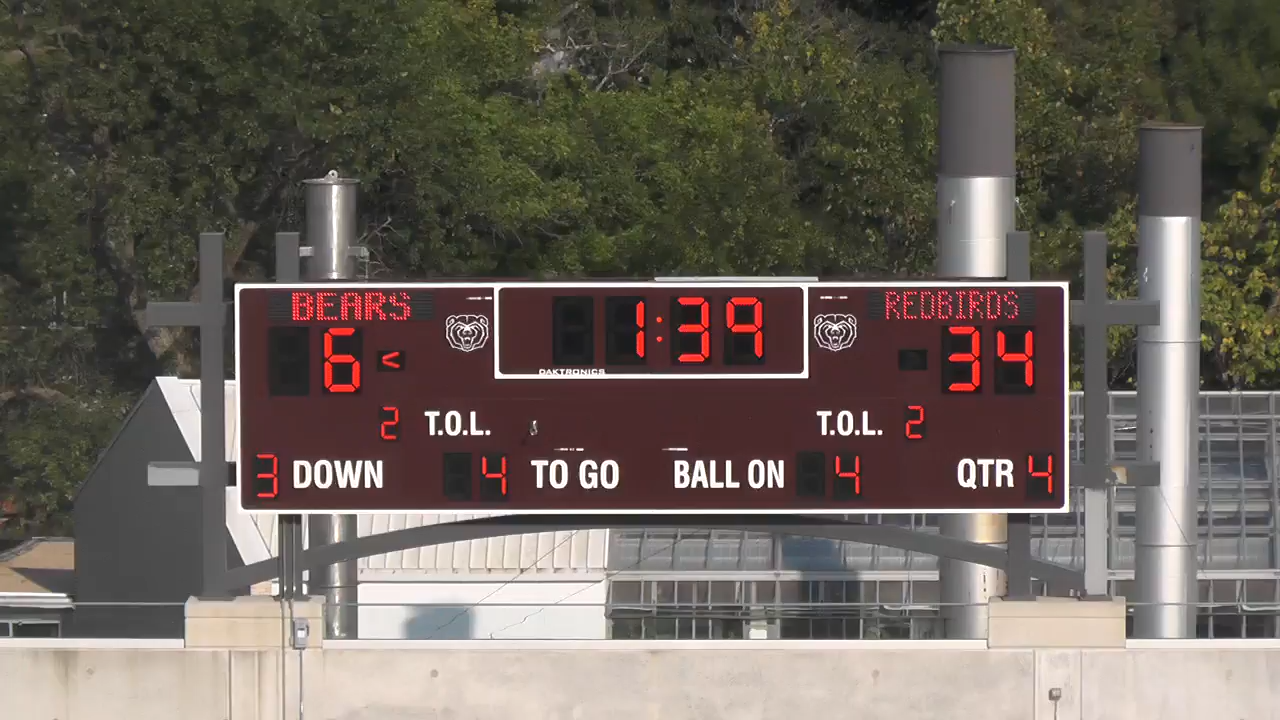 BEARS 1:39 REDBIRDS
6 < 34
DAKTRONICS
2 T.O.L. T.O.L. 2
3 DOWN 4 TO GO BALL ON 4 QTR 4